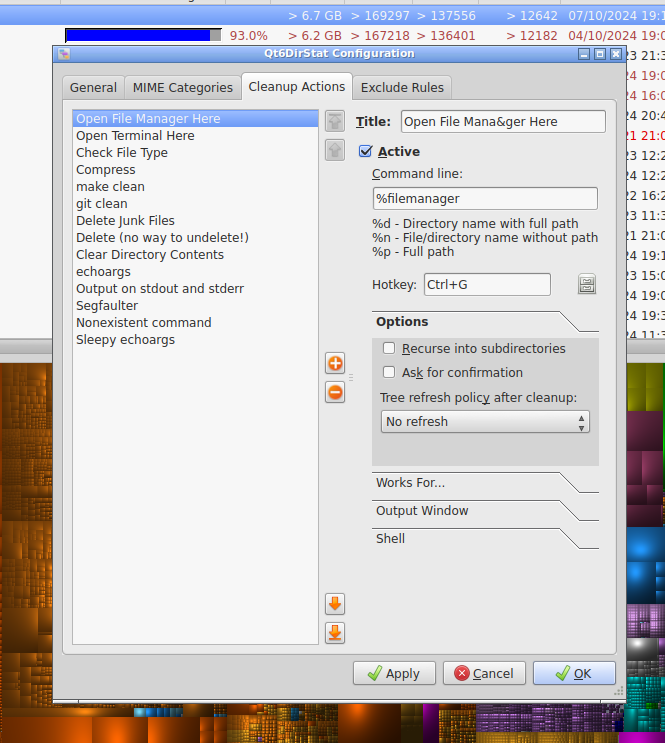 > 6.7 GB > 169297 > 137556 > 12642 07/10/2024 19:1
93.0% > 6.2 GB > 167218 > 136401 > 12182 04/10/2024 19:0
Qt6DirStat Configuration
General MIME Categories Cleanup Actions Exclude Rules
Open File Manager Here
Open Terminal Here
Check File Type
Compress
make clean
git clean
Delete Junk Files
Delete (no way to undelete!)
Clear Directory Contents
echoargs
Output on stdout and stderr
Segfaulter
Nonexistent command
Sleepy echoargs
Title: Open File Mana&ger Here
Active
Command line:
%filemanager
%d - Directory name with full path
%n - File/directory name without path
%p - Full path
Hotkey: Ctrl+G
Options
Recurse into subdirectories
Ask for confirmation
Tree refresh policy after cleanup:
No refresh
Works For...
Output Window
Shell
Apply Cancel OK
21:3
24 19:0
24 16:0
24 20:4
21 21:0
23 12:2
24 12:2
22 16:2
23 11:3
21 21:0
24 19:1
23 15:0
24 19:0
24 19:3
24 11:3